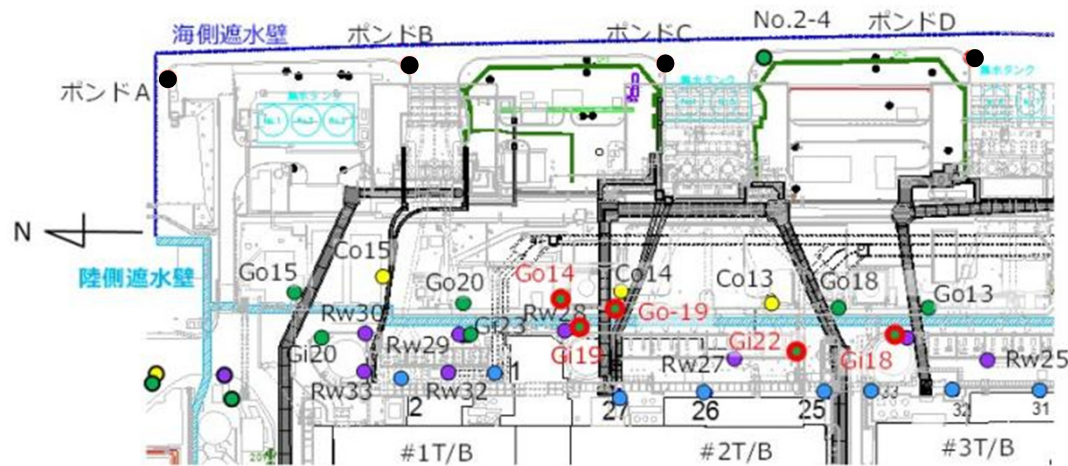 海側遮水壁
ポンドB
ポンドC
No.2-4
ポンドD
ポンドA
N
陸側遮水壁
Go15
Co15
Go20
Go14
Co14
Co13
Go18
Go13
Rw30
Rw28
Go-19
Gi20
Rw29
Gi23
Gi19
Rw27
Gi22
Gi18
Rw25
Rw33
Rw32
1
2
27
26
25
33
32
31
#1T/B
#2T/B
#3T/B